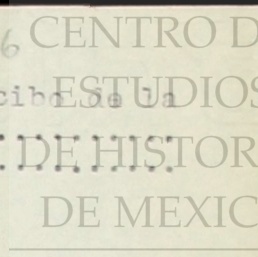 6
CENTRO D
cibo de la
ESTUDIOS
DE HISTOR
DE MEXIC